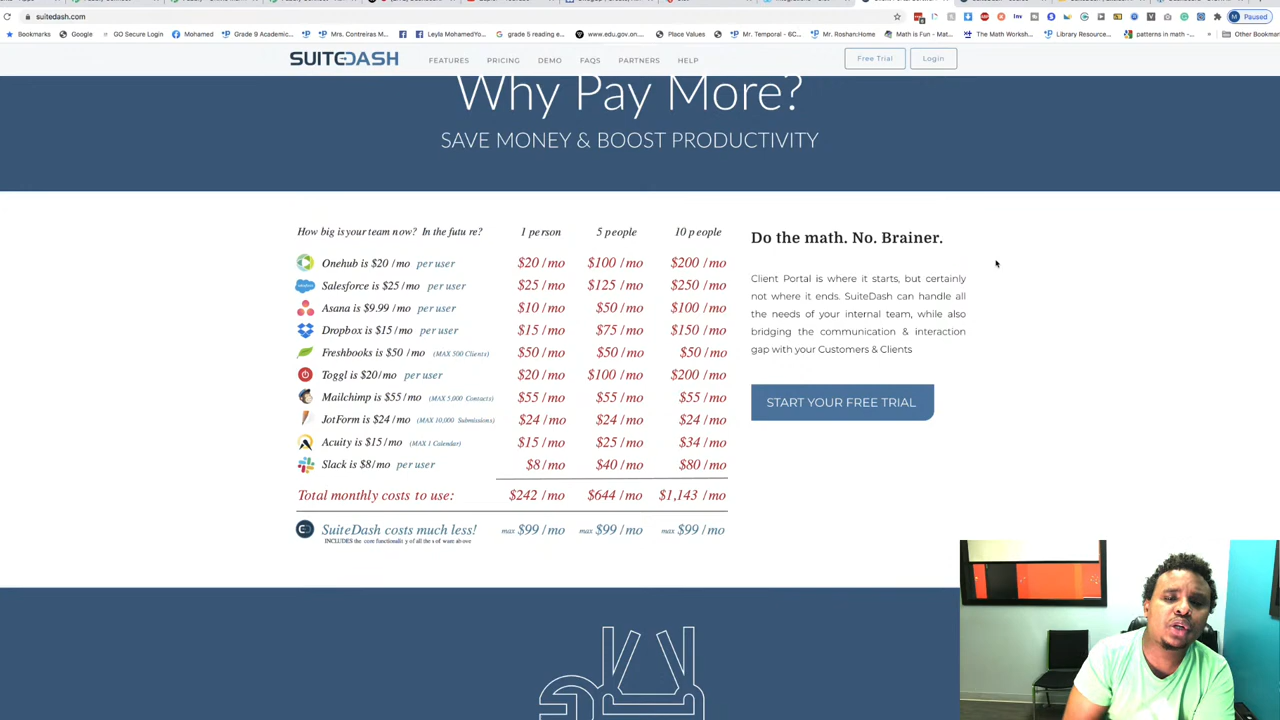 suitedash.com
Paused
Bookmarks Google GO Secure Login Mohamed Grade 9 Academic... Mrs. Contreiras M... Leyla MohamedYo... grade 5 reading e... www.edu.gov.on.... Place Values Mr. Temporal - 6C... Mr. Roshan:Home Math is Fun - Mat... The Math Worksh... Library Resource... patterns in math -... » Other Bookmar
SUITEDASH FEATURES PRICING DEMO FAQS PARTNERS HELP Free Trial Login
Why Pay More?
SAVE MONEY & BOOST PRODUCTIVITY
How big is your team now? In the future? 1 person 5 people 10 people
Onehub is $20 /mo per user $20 /mo $100 /mo $200 /mo
Salesforce is $25 /mo per user $25 /mo $125 /mo $250 /mo
Asana is $9.99 /mo per user $10 /mo $50 /mo $100 /mo
Dropbox is $15 /mo per user $15 /mo $75 /mo $150 /mo
Freshbooks is $50 /mo (MAX 500 Clients) $50 /mo $50 /mo $50 /mo
Toggl is $20/mo per user $20 /mo $100 /mo $200 /mo
Mailchimp is $55/mo (MAX 5,000 Contacts) $55 /mo $55 /mo $55 /mo
JotForm is $24 /mo (MAX 10,000 Submissions) $24 /mo $24 /mo $24 /mo
Acuity is $15 /mo (MAX 1 Calendar) $15 /mo $25 /mo $34 /mo
Slack is $8/mo per user $8 /mo $40 /mo $80 /mo
Total monthly costs to use: $242 /mo $644 /mo $1,143 /mo
SuiteDash costs much less! max $99 /mo max $99 /mo max $99 /mo
INCLUDES the core functionality of all the software above
Do the math. No. Brainer.
Client Portal is where it starts, but certainly
not where it ends. SuiteDash can handle all
the needs of your internal team, while also
bridging the communication & interaction
gap with your Customers & Clients
START YOUR FREE TRIAL